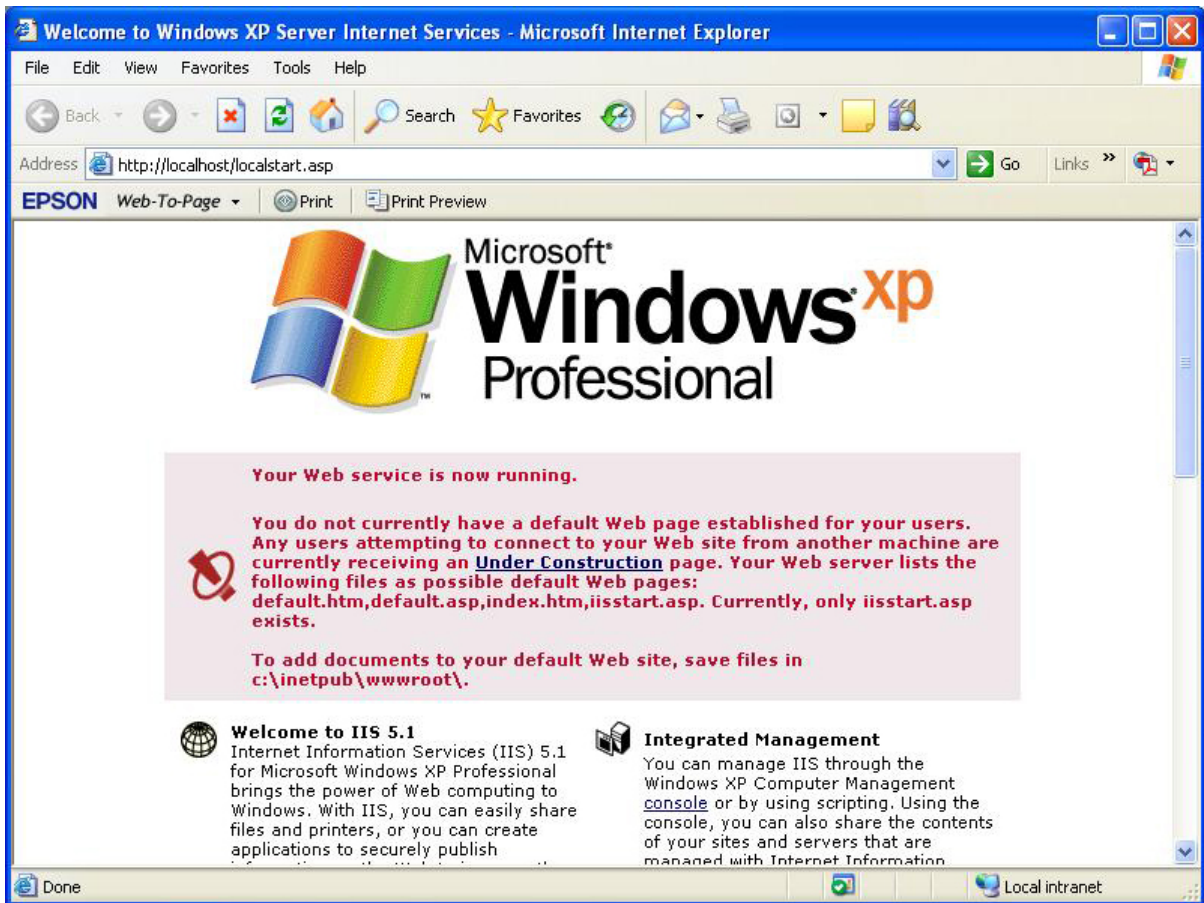 Welcome to Windows XP Server Internet Services - Microsoft Internet Explorer
File Edit View Favorites Tools Help
Back Search Favorites
Address http://localhost/localstart.asp Go Links »
EPSON Web-To-Page Print Print Preview
Microsoft®
Windows® xp
Professional
TM
Your Web service is now running.
You do not currently have a default Web page established for your users.
Any users attempting to connect to your Web site from another machine are
currently receiving an Under Construction page. Your Web server lists the
following files as possible default Web pages:
default.htm,default.asp,index.htm,iisstart.asp. Currently, only iisstart.asp
exists.
To add documents to your default Web site, save files in
c:\inetpub\wwwroot\.
Welcome to IIS 5.1
Internet Information Services (IIS) 5.1
for Microsoft Windows XP Professional
brings the power of Web computing to
Windows. With IIS, you can easily share
files and printers, or you can create
applications to securely publish
Integrated Management
You can manage IIS through the
Windows XP Computer Management
console or by using scripting. Using the
console, you can also share the contents
of your sites and servers that are
managed with Internet Information
Done Local intranet